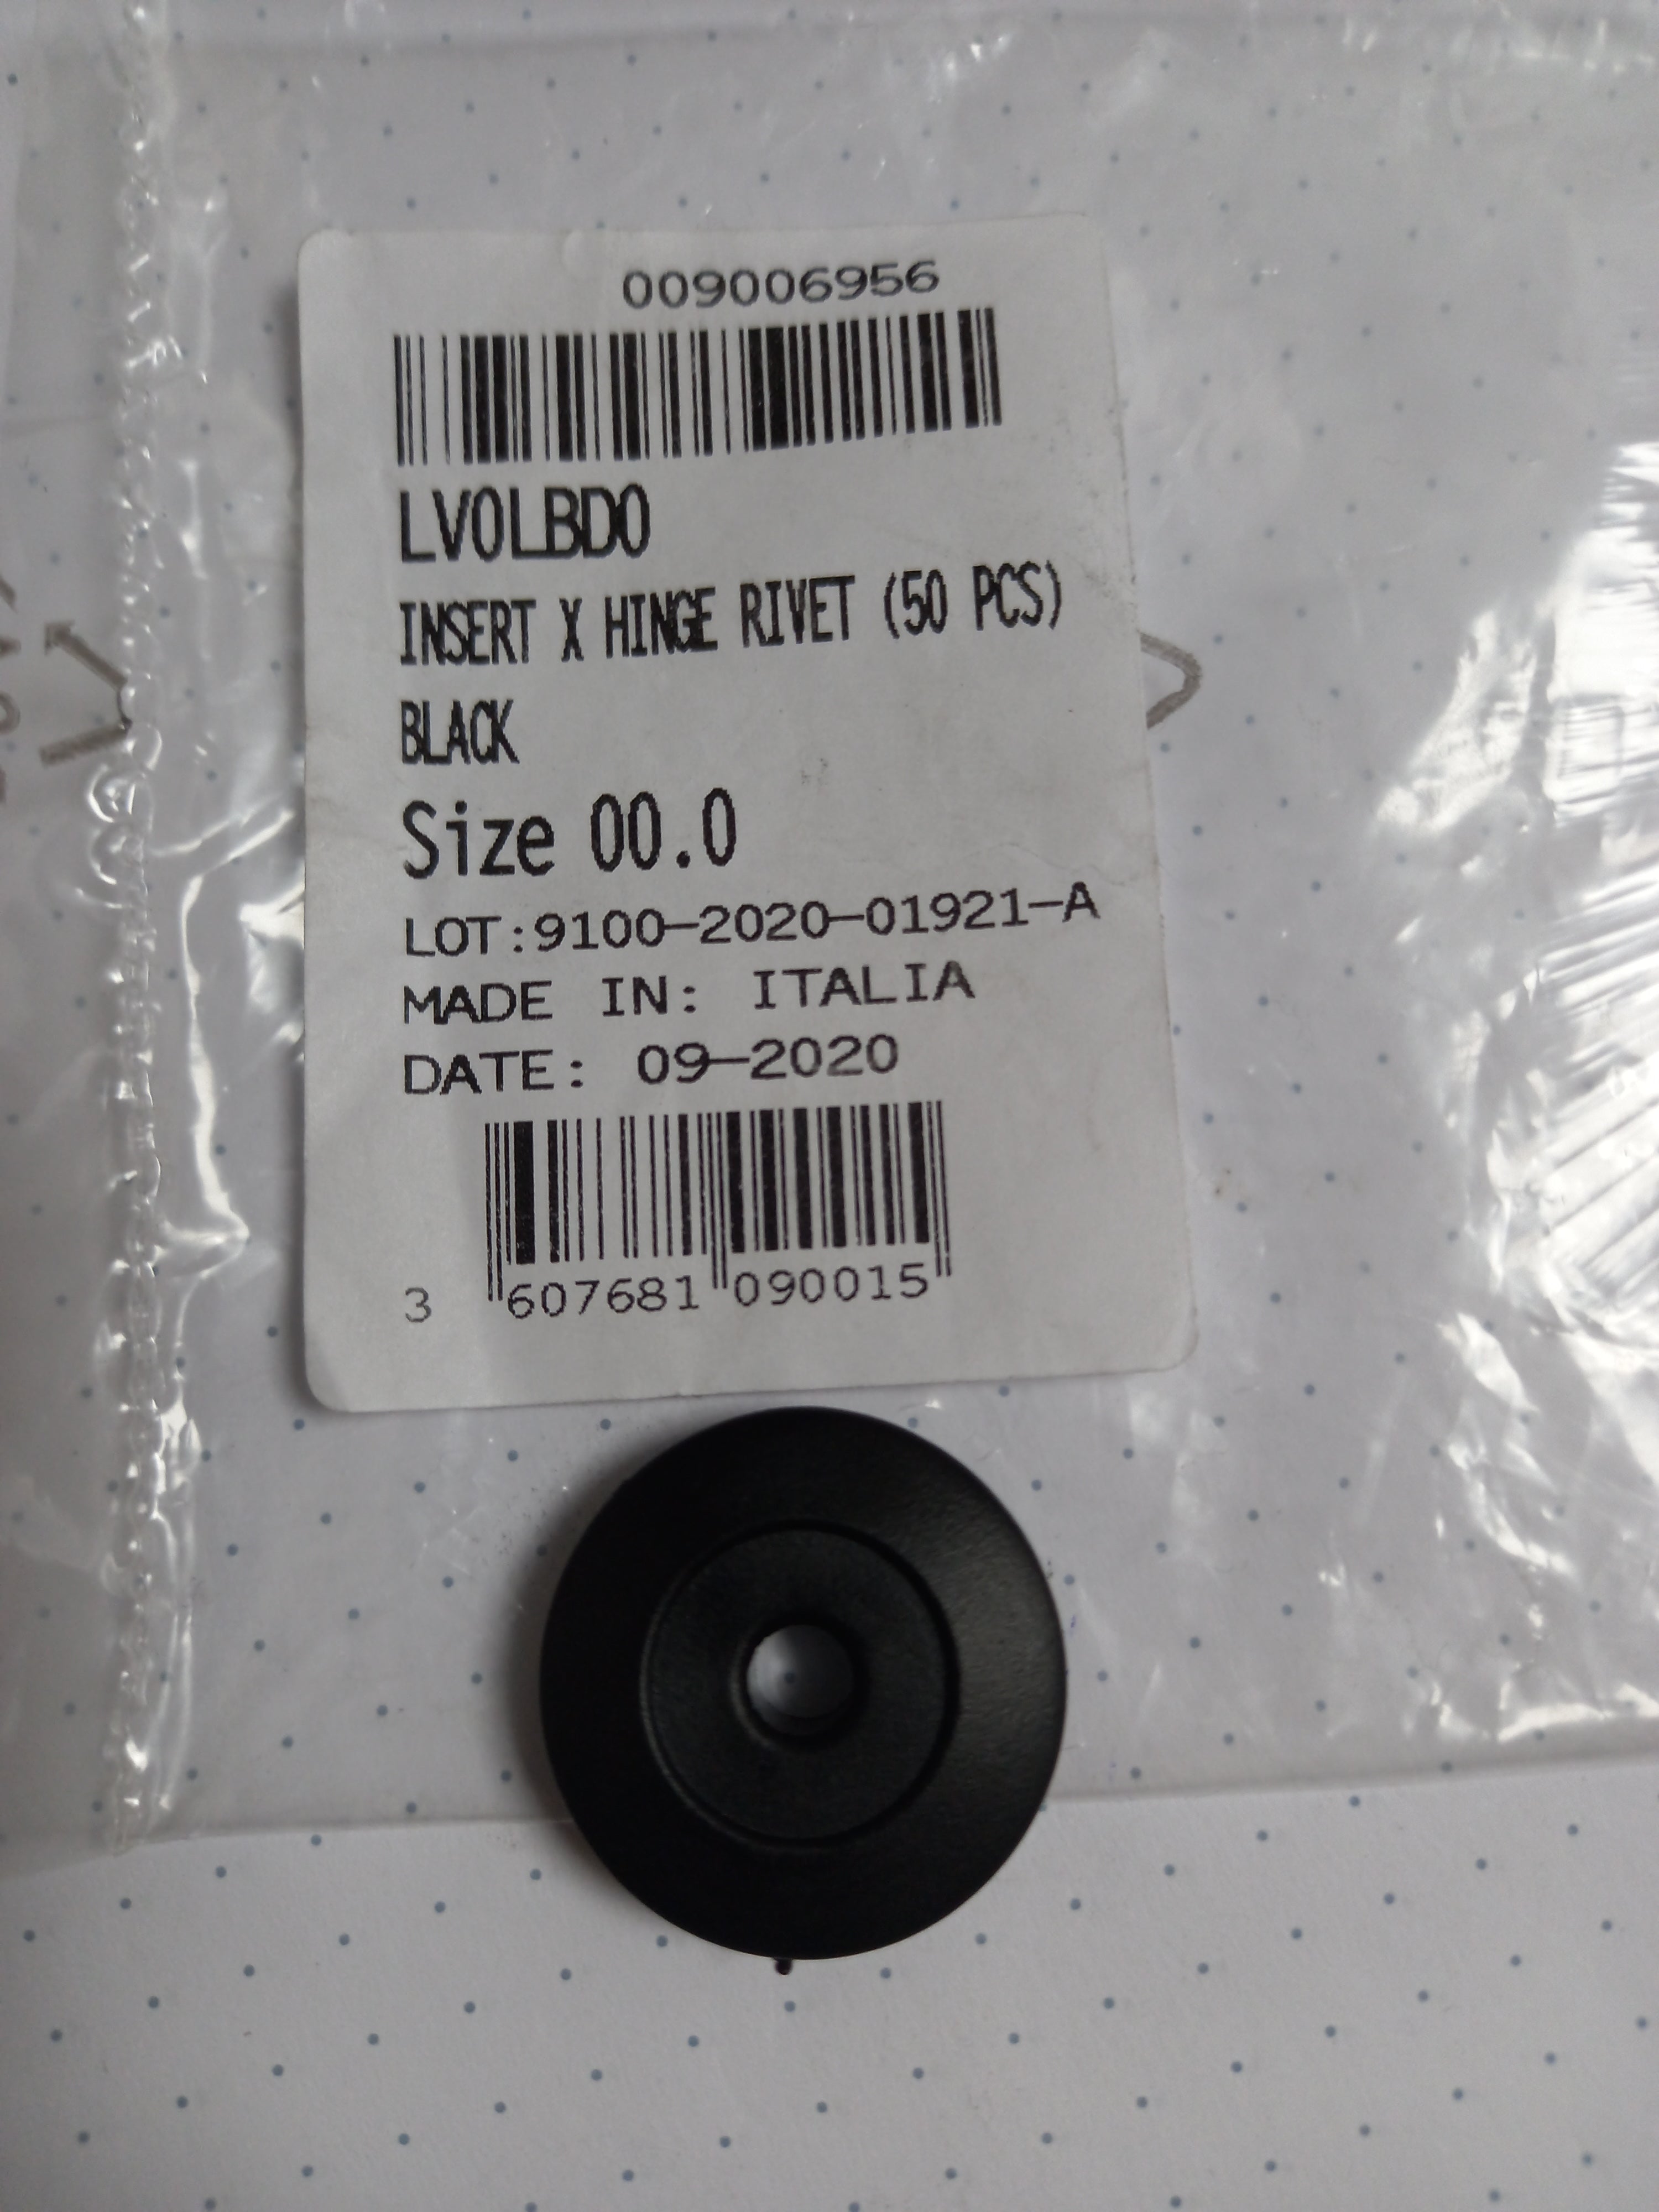 009006956
LV0LBD0
INSERT X HINGE RIVET (50 PCS)
BLACK
Size 00.0
LOT:9100-2020-01921-A
MADE IN: ITALIA
DATE: 09-2020
3 607681 090015